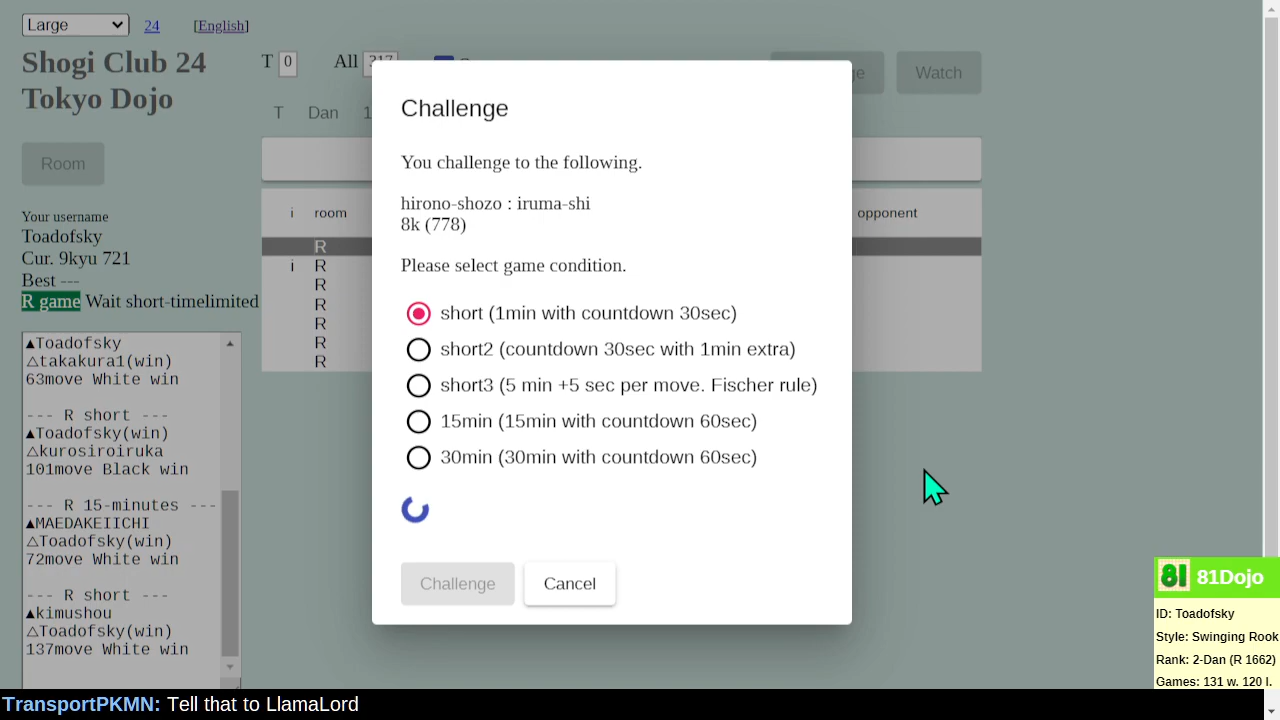 Large
24
[English]
Shogi Club 24
Tokyo Dojo
T 0
All 317
Watch
T Dan 1
Room
i room
opponent
Your username
Toadofsky
Cur. 9kyu 721
Best ---
R game Wait short-timelimited
R
i R
R
R
R
R
R
▲Toadofsky
△takakura1(win)
63move White win
--- R short ---
▲Toadofsky(win)
△kurosiroiruka
101move Black win
--- R 15-minutes ---
▲MAEDAKEIICHI
△Toadofsky(win)
72move White win
--- R short ---
▲kimushou
△Toadofsky(win)
137move White win
Challenge
You challenge to the following.
hirono-shozo : iruma-shi
8k (778)
Please select game condition.
short (1min with countdown 30sec)
short2 (countdown 30sec with 1min extra)
short3 (5 min +5 sec per move. Fischer rule)
15min (15min with countdown 60sec)
30min (30min with countdown 60sec)
Challenge
Cancel
81 81Dojo
ID: Toadofsky
Style: Swinging Rook
Rank: 2-Dan (R 1662)
Games: 131 w. 120 l.
TransportPKMN: Tell that to LlamaLord